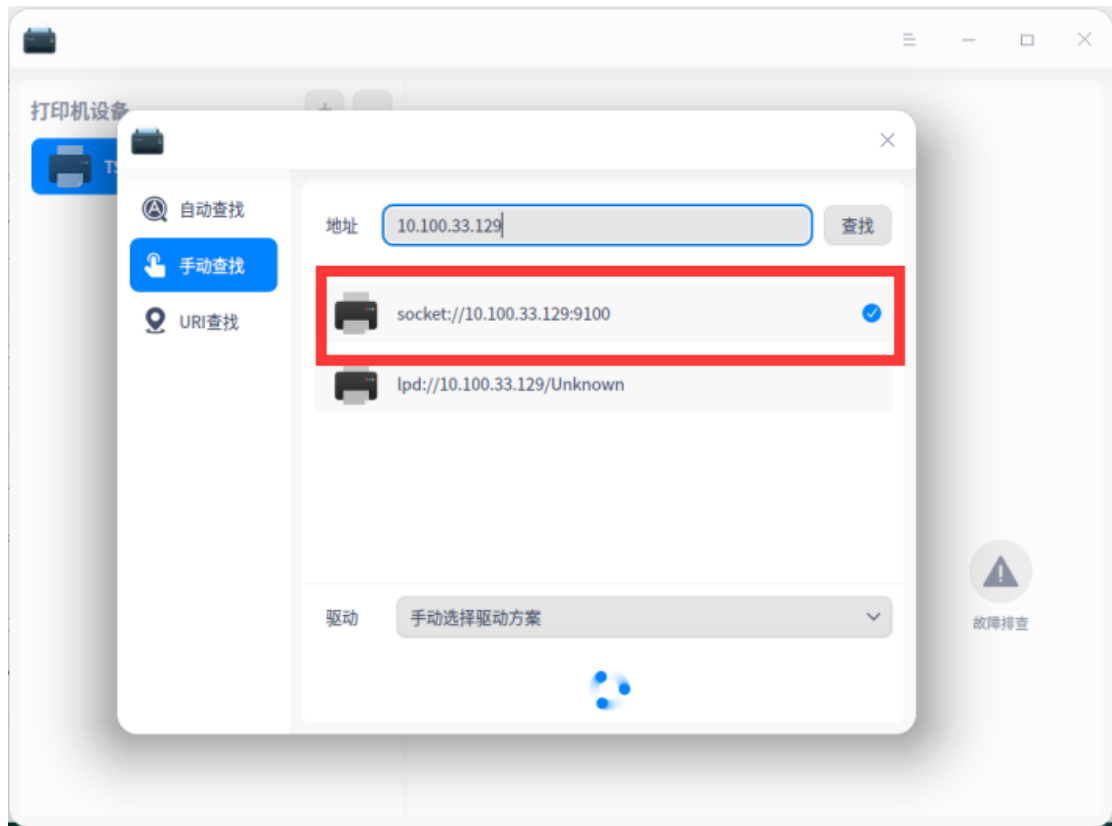 打印机设备
TS
自动查找
手动查找
URI查找
地址
10.100.33.129
查找
socket://10.100.33.129:9100
lpd://10.100.33.129/Unknown
驱动
手动选择驱动方案
故障排查